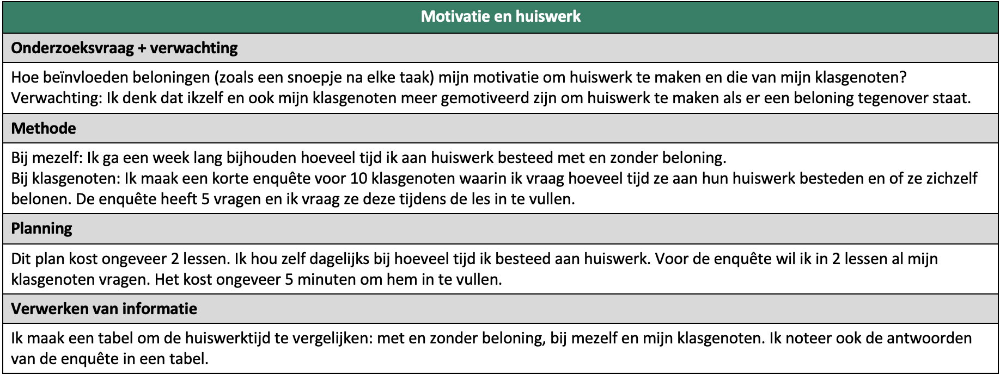 Motivatie en huiswerk
Onderzoeksvraag + verwachting
Hoe beïnvloeden beloningen (zoals een snoepje na elke taak) mijn motivatie om huiswerk te maken en die van mijn klasgenoten?
Verwachting: Ik denk dat ikzelf en ook mijn klasgenoten meer gemotiveerd zijn om huiswerk te maken als er een beloning tegenover staat.
Methode
Bij mezelf: Ik ga een week lang bijhouden hoeveel tijd ik aan huiswerk besteed met en zonder beloning.
Bij klasgenoten: Ik maak een korte enquête voor 10 klasgenoten waarin ik vraag hoeveel tijd ze aan hun huiswerk besteden en of ze zichzelf
belonen. De enquête heeft 5 vragen en ik vraag ze deze tijdens de les in te vullen.
Planning
Dit plan kost ongeveer 2 lessen. Ik hou zelf dagelijks bij hoeveel tijd ik besteed aan huiswerk. Voor de enquête wil ik in 2 lessen al mijn
klasgenoten vragen. Het kost ongeveer 5 minuten om hem in te vullen.
Verwerken van informatie
Ik maak een tabel om de huiswerktijd te vergelijken: met en zonder beloning, bij mezelf en mijn klasgenoten. Ik noteer ook de antwoorden
van de enquête in een tabel.